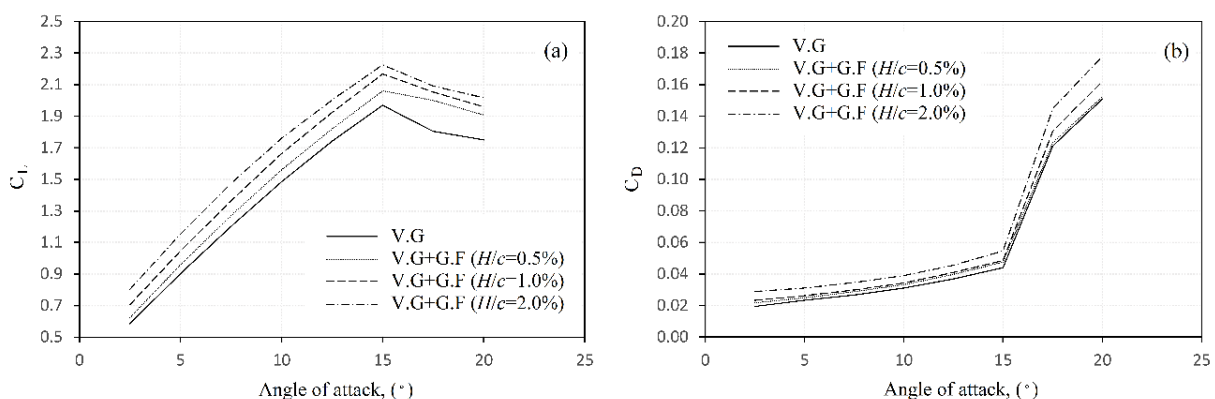 2.5
2.3
2.1
1.9
1.7
1.5
1.3
1.1
0.9
0.7
0.5
C_L
(a)
V.G
V.G+G.F (H/c=0.5%)
V.G+G.F (H/c=1.0%)
V.G+G.F (H/c=2.0%)
0 5 10 15 20 25
Angle of attack, (°)
0.20
0.18
0.16
0.14
0.12
0.10
0.08
0.06
0.04
0.02
0.00
C_D
V.G
V.G+G.F (H/c=0.5%)
V.G+G.F (H/c=1.0%)
V.G+G.F (H/c=2.0%)
(b)
0 5 10 15 20 25
Angle of attack, (°)